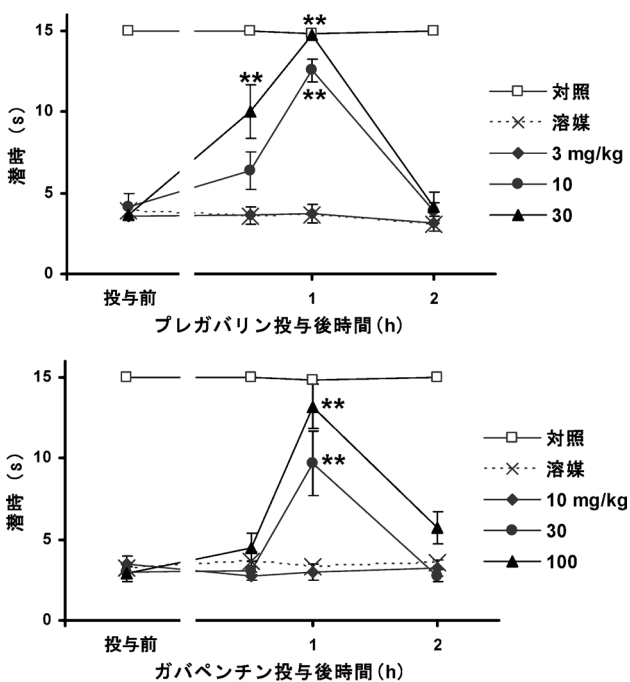 15
10
5
0
潜時 (s)
**
**
**
対照
溶媒
3 mg/kg
10
30
投与前
1
2
プレガバリン投与後時間(h)
15
10
5
0
潜時 (s)
**
**
対照
溶媒
10 mg/kg
30
100
投与前
1
2
ガバペンチン投与後時間(h)